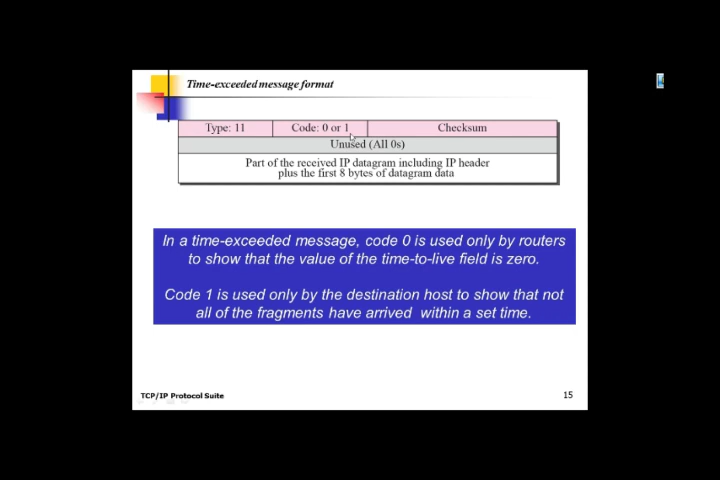 Time-exceeded message format
Type: 11 Code: 0 or 1 Checksum
Unused (All 0s)
Part of the received IP datagram including IP header
plus the first 8 bytes of datagram data
In a time-exceeded message, code 0 is used only by routers
to show that the value of the time-to-live field is zero.
Code 1 is used only by the destination host to show that not
all of the fragments have arrived within a set time.
TCP/IP Protocol Suite 15